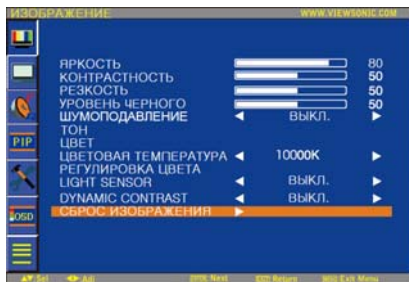 ИЗОБРАЖЕНИЕ WWW.VIEWSONIC.COM
ЯРКОСТЬ 80
КОНТРАСТНОСТЬ 50
РЕЗКОСТЬ 50
УРОВЕНЬ ЧЕРНОГО 50
ШУМОПОДАВЛЕНИЕ ВЫКЛ.
ТОН
ЦВЕТ
ЦВЕТОВАЯ ТЕМПЕРАТУРА 10000K
РЕГУЛИРОВКА ЦВЕТА
LIGHT SENSOR ВЫКЛ.
DYNAMIC CONTRAST ВЫКЛ.
СБРОС ИЗОБРАЖЕНИЯ
PIP
OSD
Sel Adj Next Return Exit Menu